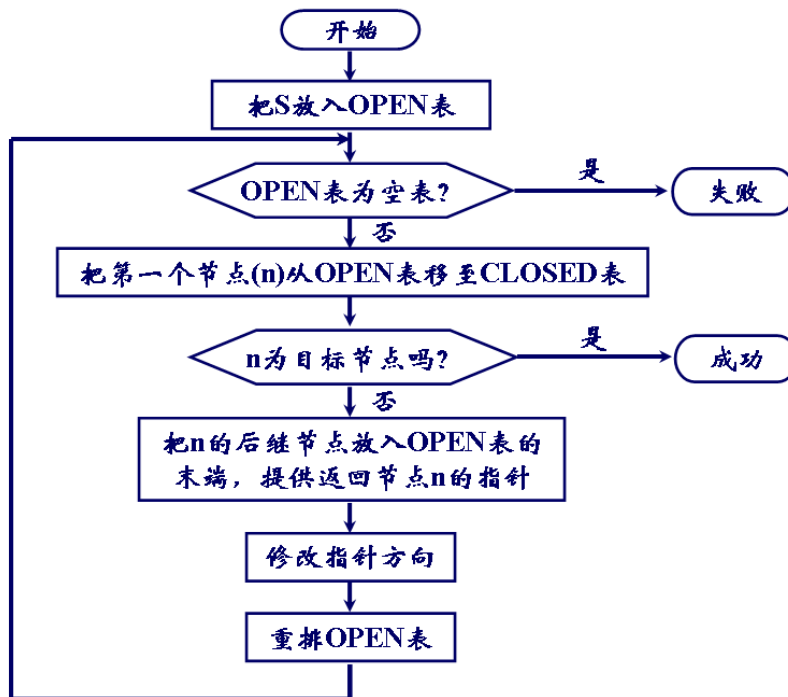 开始
把S放入OPEN表
OPEN表为空表?
是
失败
否
把第一个节点(n)从OPEN表移至CLOSED表
n为目标节点吗?
是
成功
否
把n的后继节点放入OPEN表的
末端，提供返回节点n的指针
修改指针方向
重排OPEN表